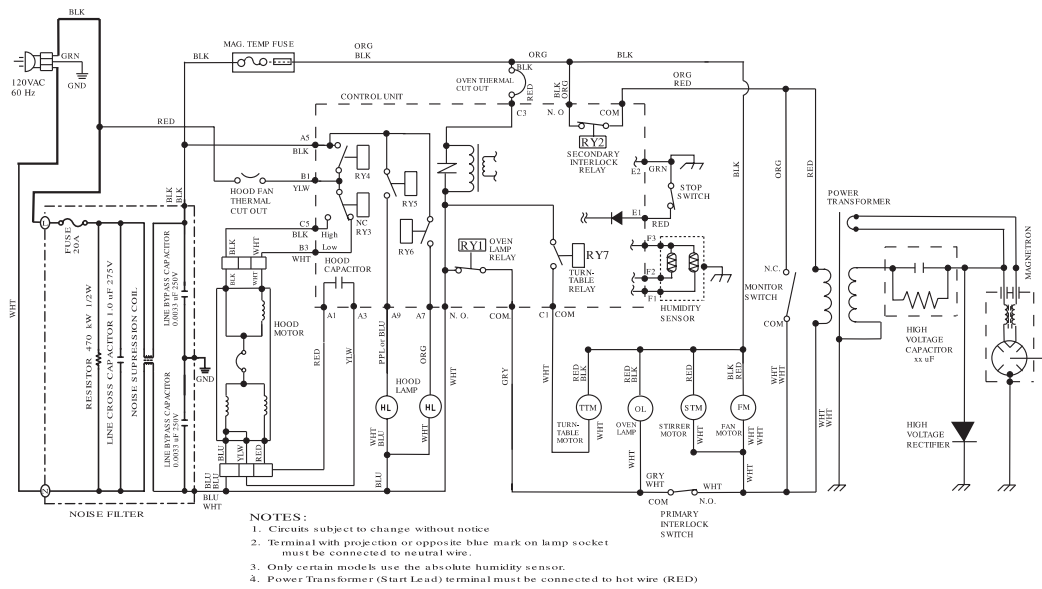 BLK
GRN
GND
120VAC
60 Hz
WHT
RED
BLK
MAG. TEMP FUSE
ORG
BLK
ORG
BLK
OVEN THERMAL
CUT OUT
BLK
RED
C3
BLK
ORG
N. O
COM
ORG
RED
CONTROL UNIT
A5
BLK
B1
YLW
HOOD FAN
THERMAL
CUT OUT
C5
BLK
B3
WHT
RY4
NC
RY3
High
Low
RY5
RY6
HOOD
CAPACITOR
RY2
SECONDARY
INTERLOCK
RELAY
E2
GRN
STOP
SWITCH
E1
RED
F3
F2
F1
HUMIDITY
SENSOR
RY1
OVEN
LAMP
RELAY
RY7
TURN-
TABLE
RELAY
A1
A3
A9
A7
N. O.
COM.
C1
COM
BLK
ORG
RED
POWER
TRANSFORMER
N.C.
MONITOR
SWITCH
COM
MAGNETRON
HIGH
VOLTAGE
CAPACITOR
xx uF
HIGH
VOLTAGE
RECTIFIER
BLK
BLK
L
FUSE
20A
RESISTOR 470 kW 1/2W
LINE CROSS CAPACITOR 1.0 uF 275V
NOISE SUPRESSION COIL
LINE BYPASS CAPACITOR
0.0033 uF 250V
LINE BYPASS CAPACITOR
0.0033 uF 250V
GND
N
NOISE FILTER
BLK
WHT
BLK
WHT
HOOD
MOTOR
BLU
YLW
RED
BLU
BLU
BLU
WHT
RED
YLW
PPL or BLU
ORG
HOOD
LAMP
HL
HL
WHT
BLU
WHT
BLU
WHT
GRY
WHT
RED
BLK
RED
BLK
RED
BLK
RED
TTM
OL
STM
FM
TURN-
TABLE
MOTOR
WHT
OVEN
LAMP
WHT
STIRRER
MOTOR
WHT
FAN
MOTOR
WHT
WHT
WHT
GRY
WHT
WHT
COM
N.O.
PRIMARY
INTERLOCK
SWITCH
WHT
WHT
WHT
WHT
NOTES:
1. Circuits subject to change without notice
2. Terminal with projection or opposite blue mark on lamp socket
must be connected to neutral wire.
3. Only certain models use the absolute humidity sensor.
4. Power Transformer (Start Lead) terminal must be connected to hot wire (RED)